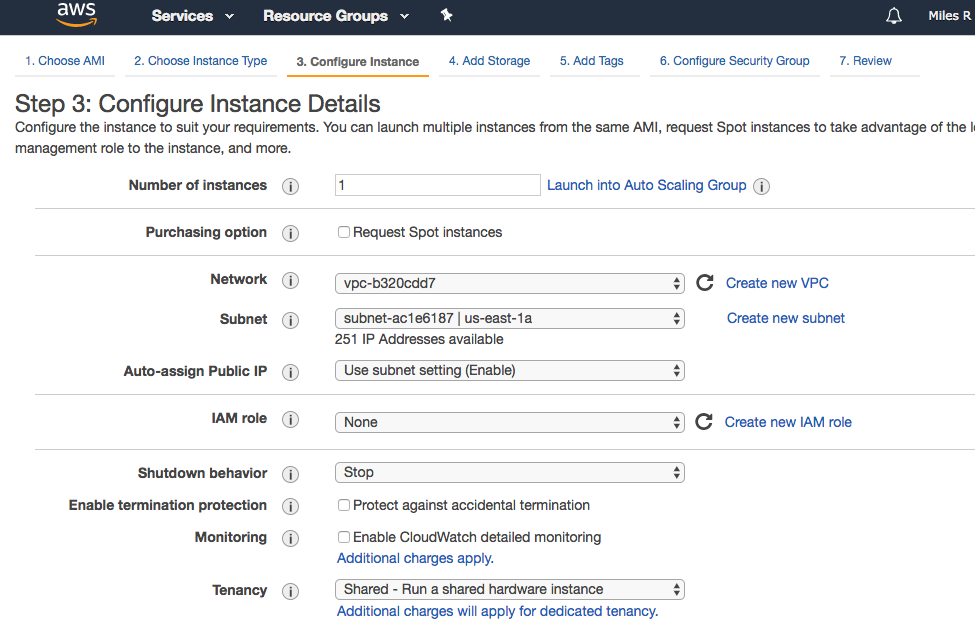 aws Services Resource Groups Miles R
1. Choose AMI 2. Choose Instance Type 3. Configure Instance 4. Add Storage 5. Add Tags 6. Configure Security Group 7. Review
Step 3: Configure Instance Details
Configure the instance to suit your requirements. You can launch multiple instances from the same AMI, request Spot instances to take advantage of the
management role to the instance, and more.
Number of instances i 1 Launch into Auto Scaling Group i
Purchasing option i Request Spot instances
Network i vpc-b320cdd7 Create new VPC
Subnet i subnet-ac1e6187 | us-east-1a Create new subnet
251 IP Addresses available
Auto-assign Public IP i Use subnet setting (Enable)
IAM role i None Create new IAM role
Shutdown behavior i Stop
Enable termination protection i Protect against accidental termination
Monitoring i Enable CloudWatch detailed monitoring
Additional charges apply.
Tenancy i Shared - Run a shared hardware instance
Additional charges will apply for dedicated tenancy.